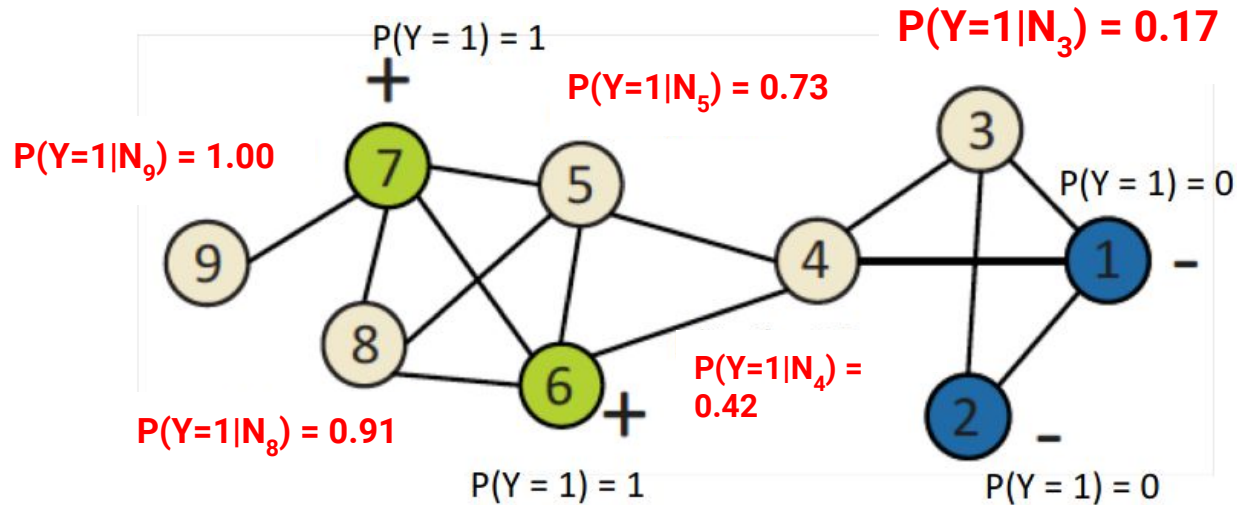 P(Y = 1) = 1
P(Y=1|N₃) = 0.17
+
P(Y=1|N₅) = 0.73
3
P(Y=1|N₉) = 1.00
7
5
P(Y = 1) = 0
9
4
1
-
8
6
P(Y=1|N₄) =
0.42
+
2
-
P(Y=1|N₈) = 0.91
P(Y = 1) = 1
P(Y = 1) = 0